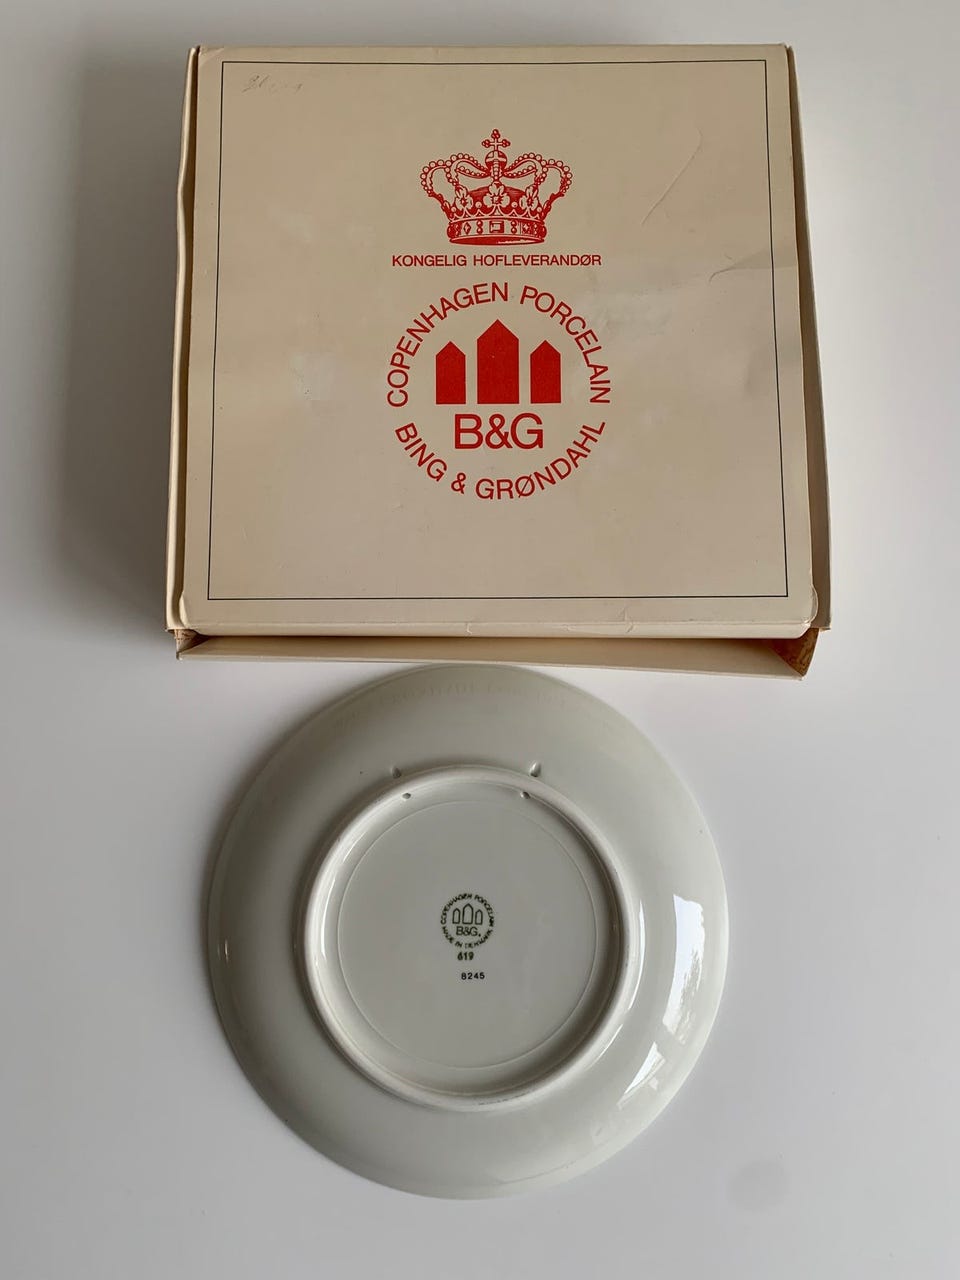 KONGELIG HOFLEVERANDØR
COPENHAGEN PORCELAIN
B&G
BING & GRØNDAHL
COPENHAGEN PORCELAIN
B&G.
MADE IN DENMARK
619
8245